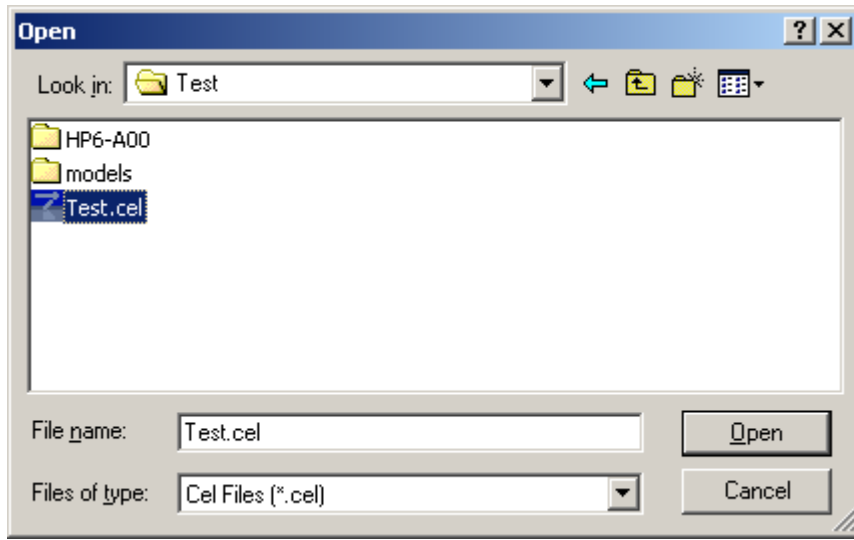 Open
Look in: Test
HP6-A00
models
Test.cel
File name: Test.cel Open
Files of type: Cel Files (*.cel) Cancel